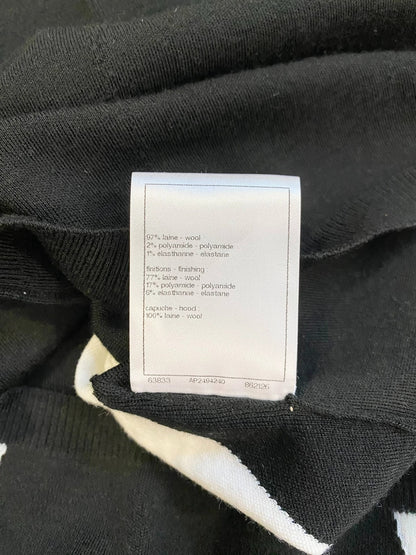 97% laine - wool
2% polyamide - polyamide
1% elasthanne - elastane
finitions - finishing
77% laine - wool
17% polyamide - polyamide
6% elasthanne - elastane
capuche - hood :
100% laine - wool
63833 AP2494240 862126